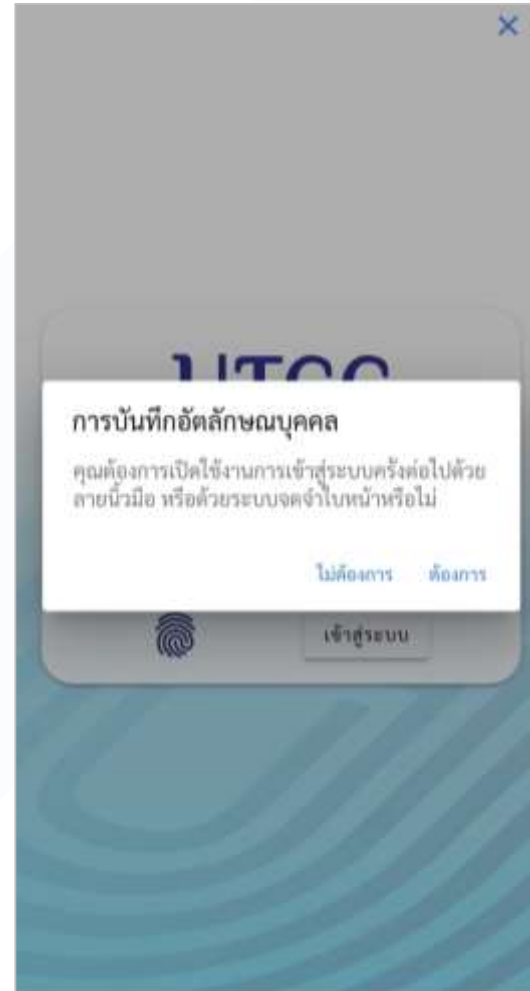 UTCC
การบันทึกอัตลักษณบุคคล
คุณต้องการเปิดใช้งานการเข้าสู่ระบบครั้งต่อไปด้วย
ลายนิ้วมือ หรือด้วยระบบจดจำใบหน้าหรือไม่
ไม่ต้องการ ต้องการ
เข้าสู่ระบบ